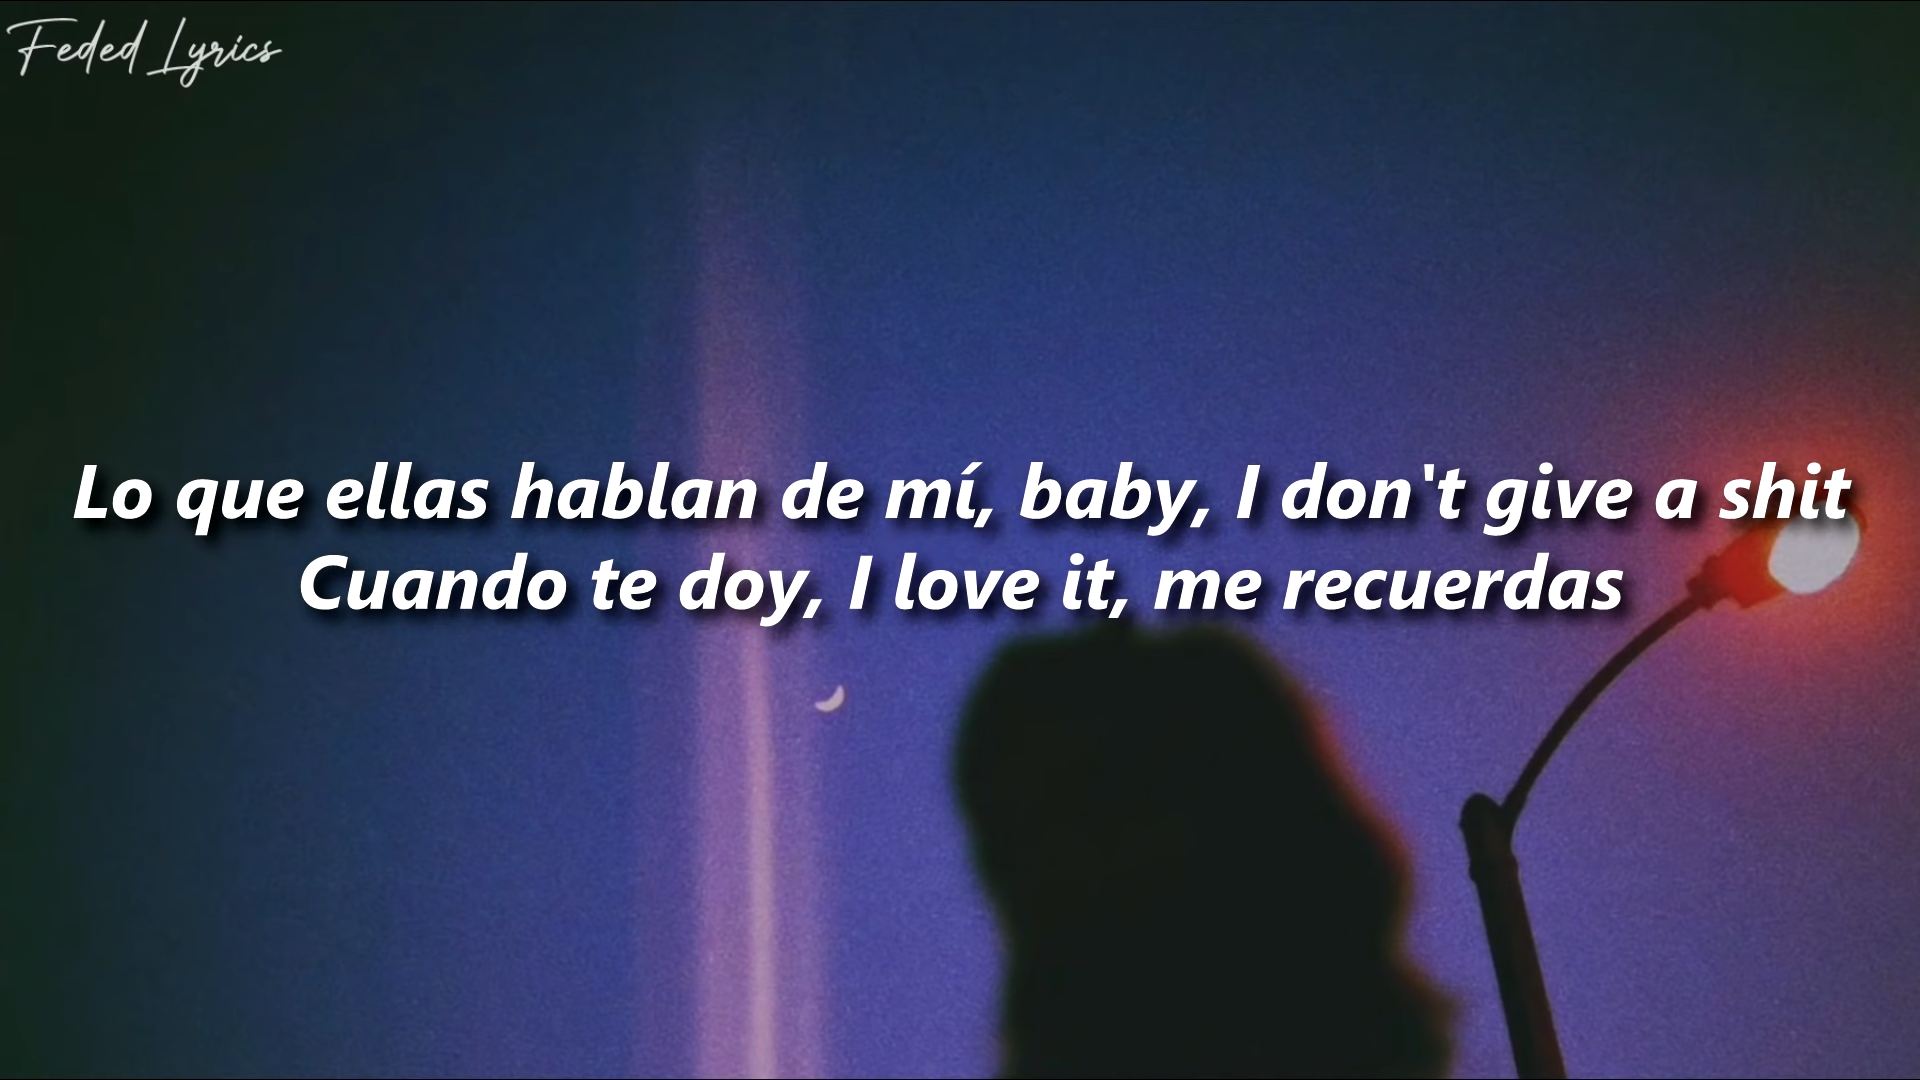 Feded Lyrics
Lo que ellas hablan de mí, baby, I don't give a shit
Cuando te doy, I love it, me recuerdas